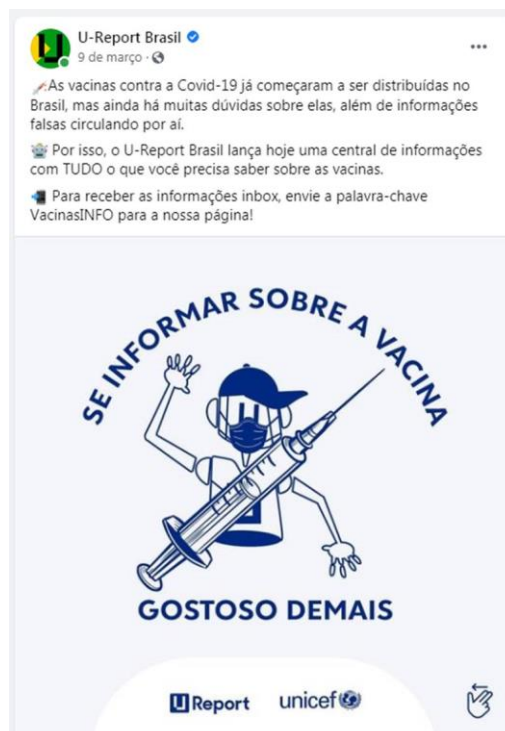 U-Report Brasil
9 de março
As vacinas contra a Covid-19 já começaram a ser distribuídas no
Brasil, mas ainda há muitas dúvidas sobre elas, além de informações
falsas circulando por aí.
Por isso, o U-Report Brasil lança hoje uma central de informações
com TUDO o que você precisa saber sobre as vacinas.
Para receber as informações inbox, envie a palavra-chave
VacinasINFO para a nossa página!
SE INFORMAR SOBRE A VACINA
GOSTOSO DEMAIS
U Report unicef